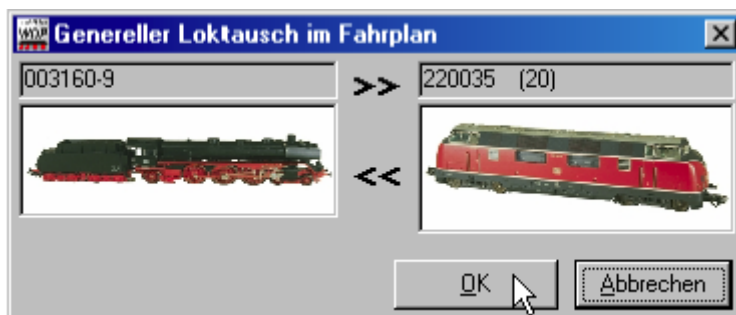 Genereller Loktausch im Fahrplan
003160-9
>>
220035 (20)
<<
OK
Abbrechen